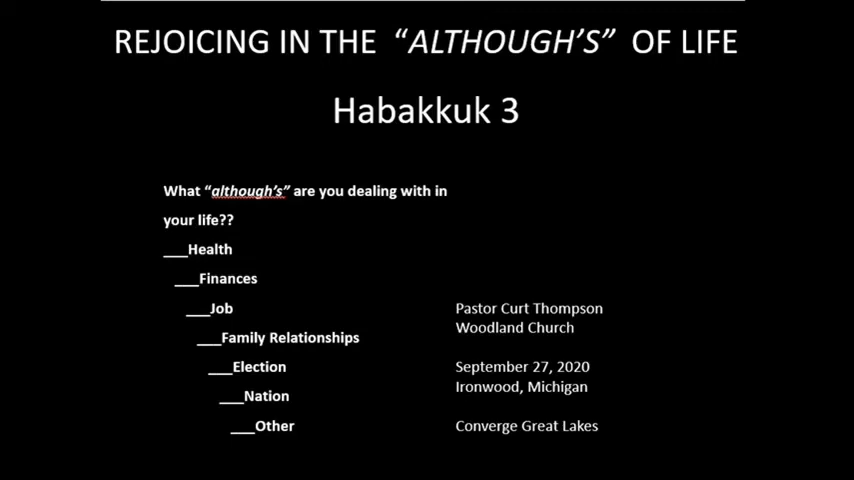 REJOICING IN THE “ALTHOUGH’S” OF LIFE
Habakkuk 3
What “although’s” are you dealing with in
your life??
___Health
___Finances
___Job
___Family Relationships
___Election
___Nation
___Other
Pastor Curt Thompson
Woodland Church
September 27, 2020
Ironwood, Michigan
Converge Great Lakes